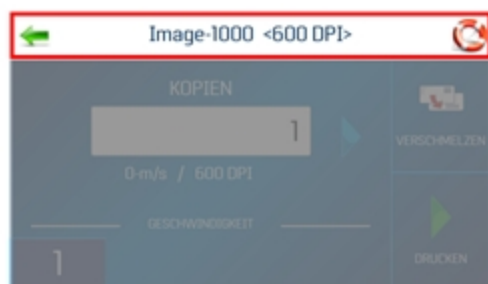 Image-1000 <600 DPI>
KOPIEN
1
VERSCHMELZEN
0-m/s / 600 DPI
GESCHWINDIGKEIT
1
DRUCKEN